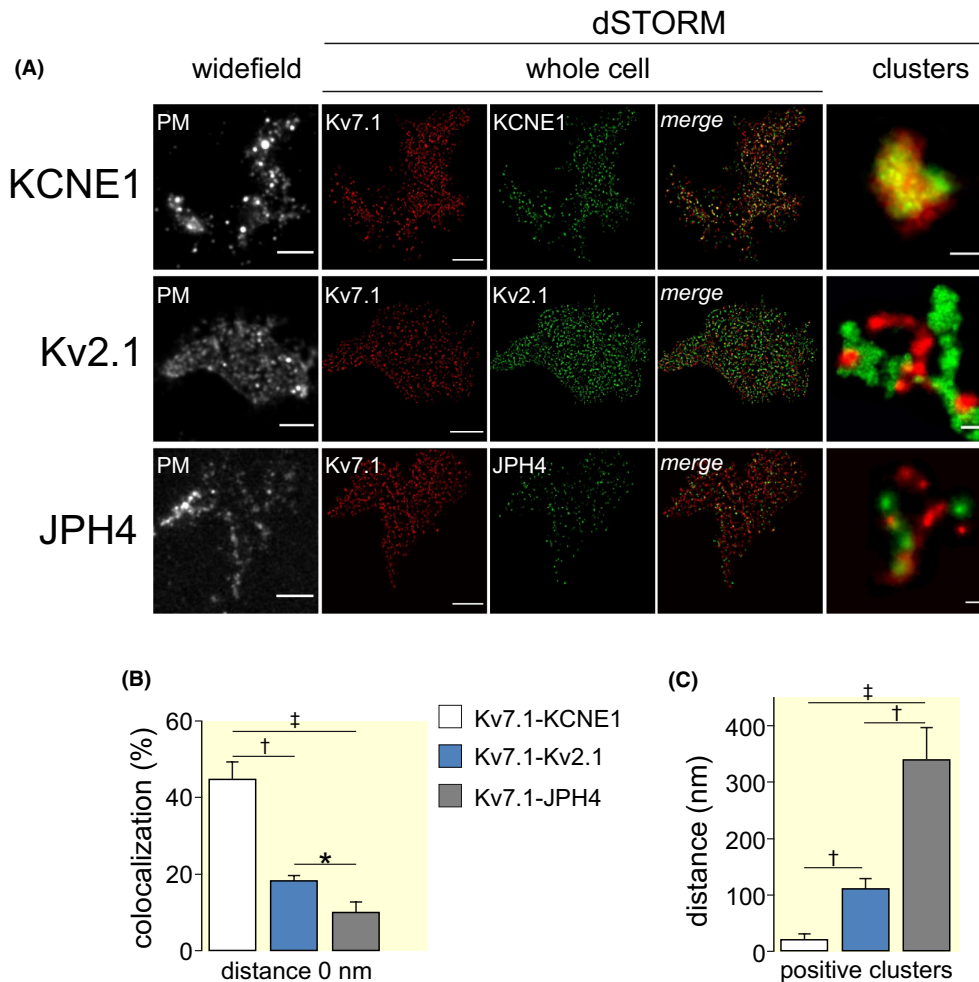 dSTORM
(A) widefield whole cell clusters
KCNE1 PM Kv7.1 KCNE1 merge
Kv2.1 PM Kv7.1 Kv2.1 merge
JPH4 PM Kv7.1 JPH4 merge
(B)
colocalization (%)
60
40
20
0
‡
†
*
distance 0 nm
Kv7.1-KCNE1
Kv7.1-Kv2.1
Kv7.1-JPH4
(C)
distance (nm)
400
300
200
100
0
‡
†
†
positive clusters